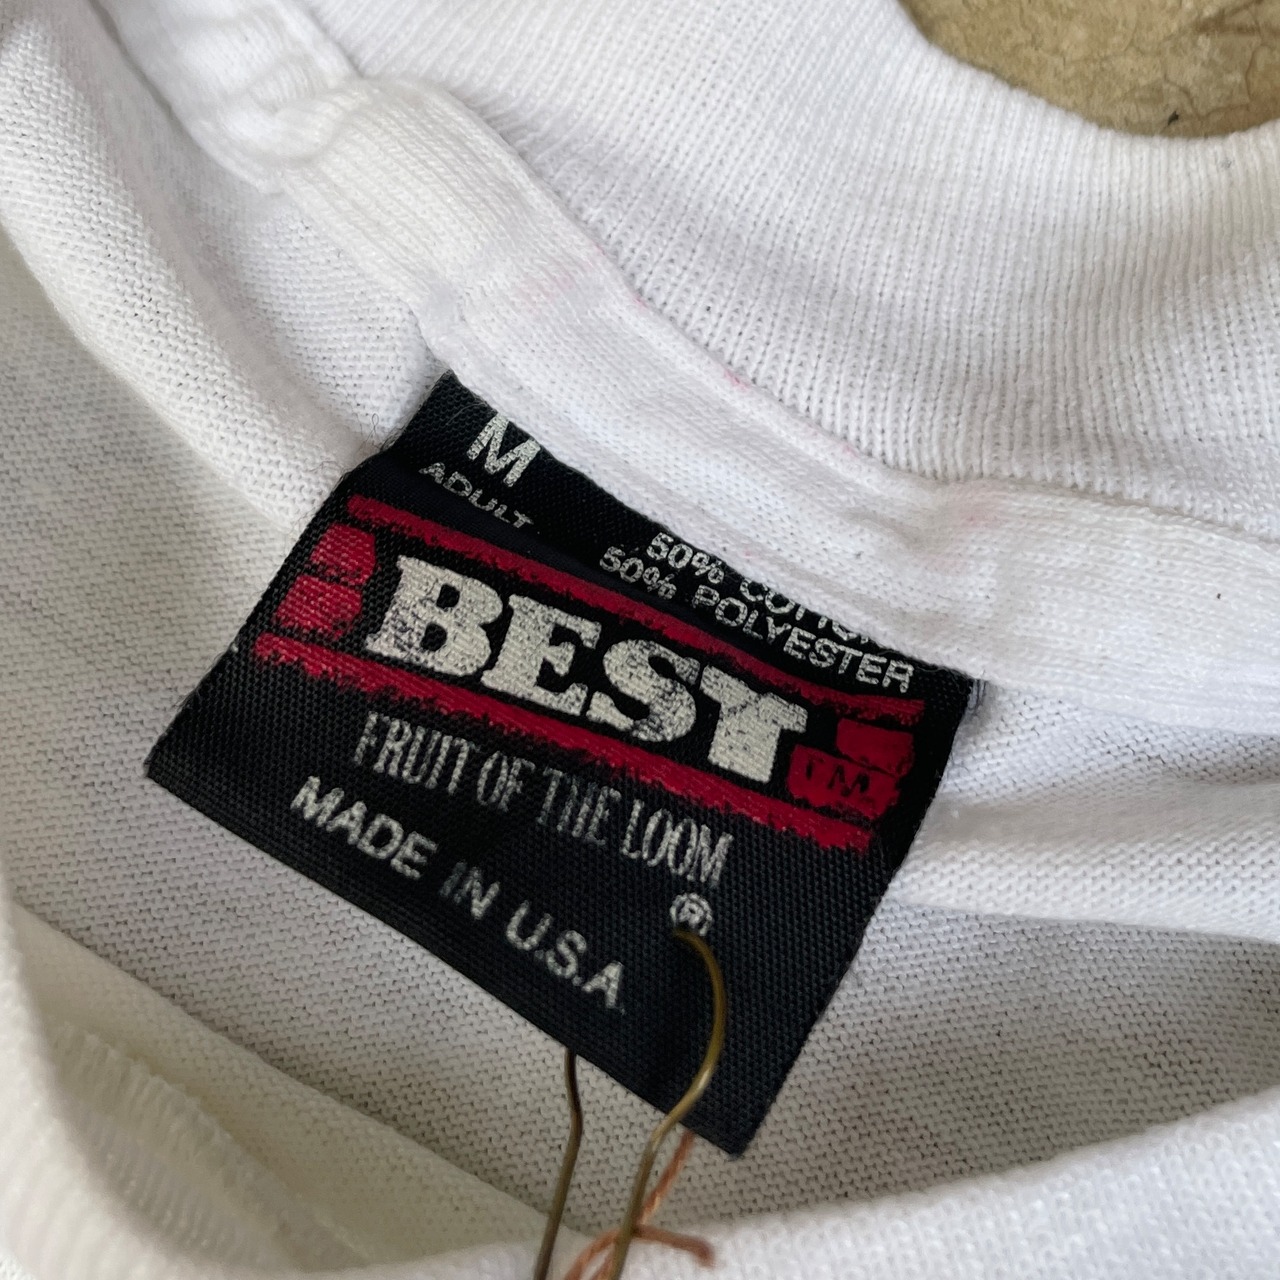 M
ADULT
50% COTTON
50% POLYESTER
BEST
TM
FRUIT OF THE LOOM
®
MADE IN U.S.A.